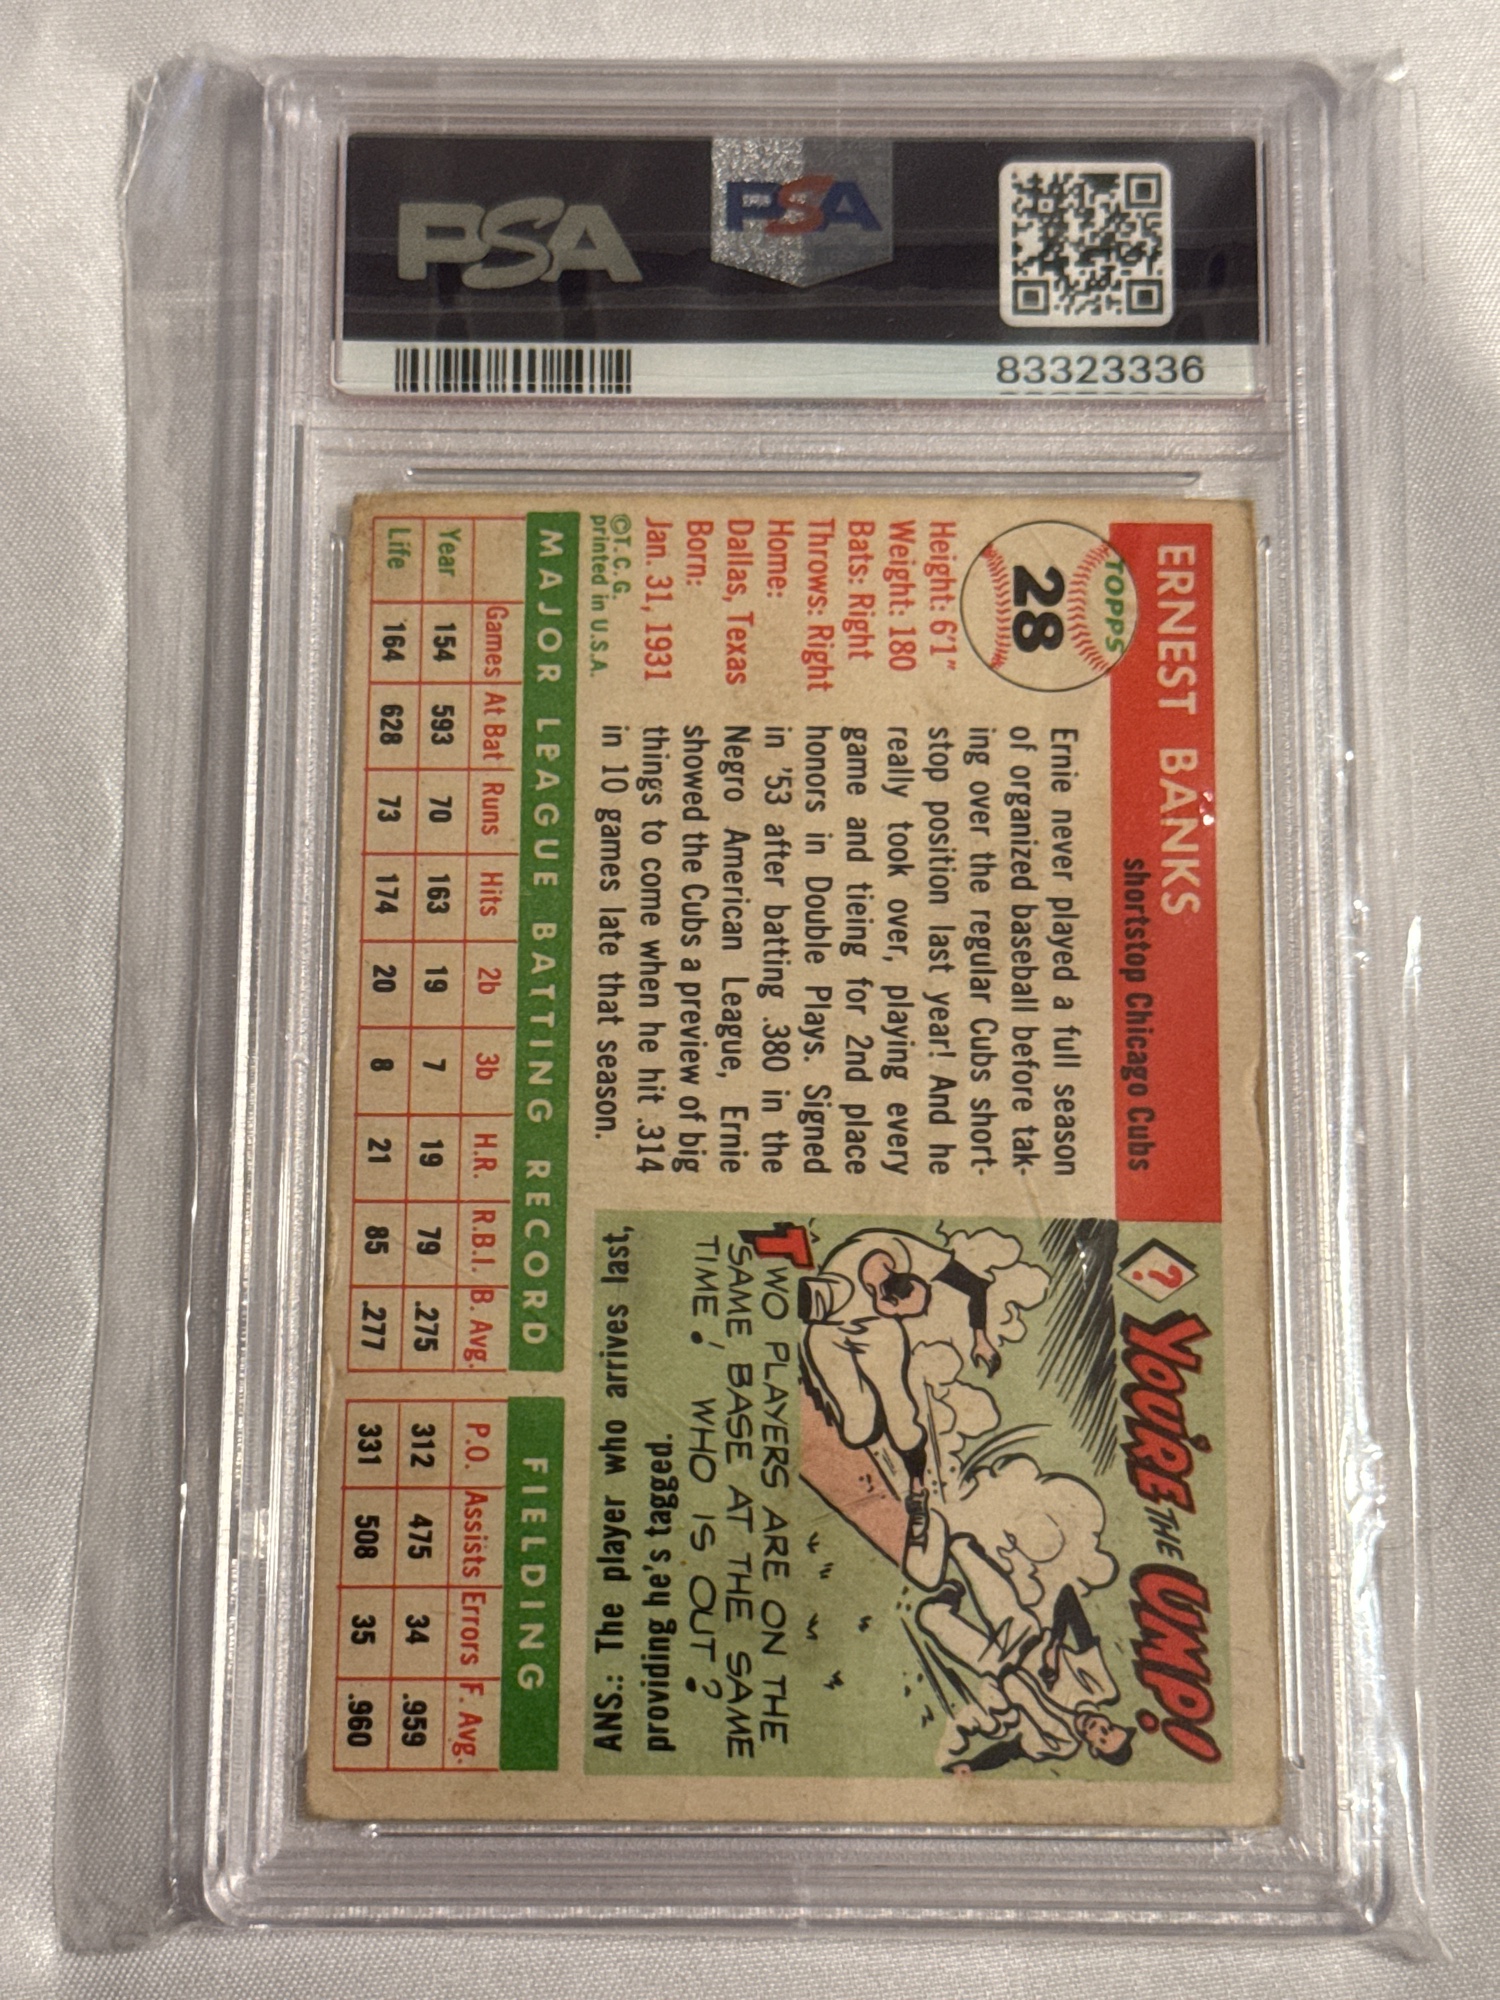 PSA
PSA
83323336
ERNEST BANKS
shortstop Chicago Cubs
TOPPS
28
Height: 6'1"
Weight: 180
Bats: Right
Throws: Right
Home:
Dallas, Texas
Born:
Jan. 31, 1931
©T.C.G.
printed in U.S.A.
Ernie never played a full season
of organized baseball before tak-
ing over the regular Cubs short-
stop position last year! And he
really took over, playing every
game and tieing for 2nd place
honors in Double Plays. Signed
in '53 after batting .380 in the
Negro American League, Ernie
showed the Cubs a preview of big
things to come when he hit .314
in 10 games late that season.
?
YOU'RE THE UMP!
TWO PLAYERS ARE ON THE
SAME BASE AT THE SAME
TIME! WHO IS OUT?
ANS.: The player who arrives last,
providing he's tagged.
MAJOR LEAGUE BATTING RECORD FIELDING
Games At Bat Runs Hits 2b 3b H.R. R.B.I. B. Avg. P.O. Assists Errors F. Avg.
Year 154 593 70 163 19 7 19 79 .275 312 475 34 .959
Life 164 628 73 174 20 8 21 85 .277 331 508 35 .960